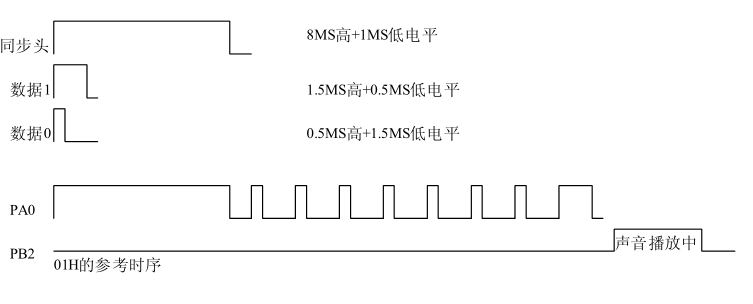 同步头 8MS高+1MS低电平
数据1 1.5MS高+0.5MS低电平
数据0 0.5MS高+1.5MS低电平
PA0
声音播放中
PB2
01H的参考时序